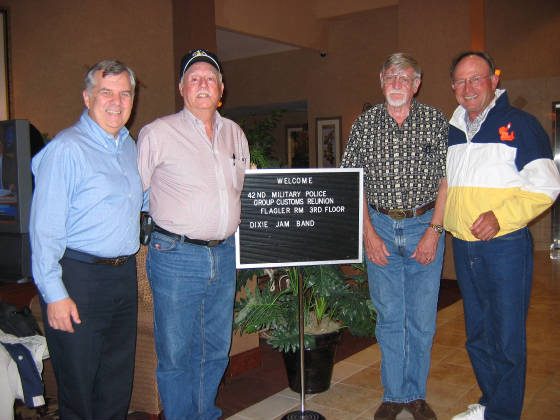 WELCOME
42ND MILITARY POLICE
GROUP CUSTOMS REUNION
FLAGLER RM 3RD FLOOR
DIXIE JAM BAND